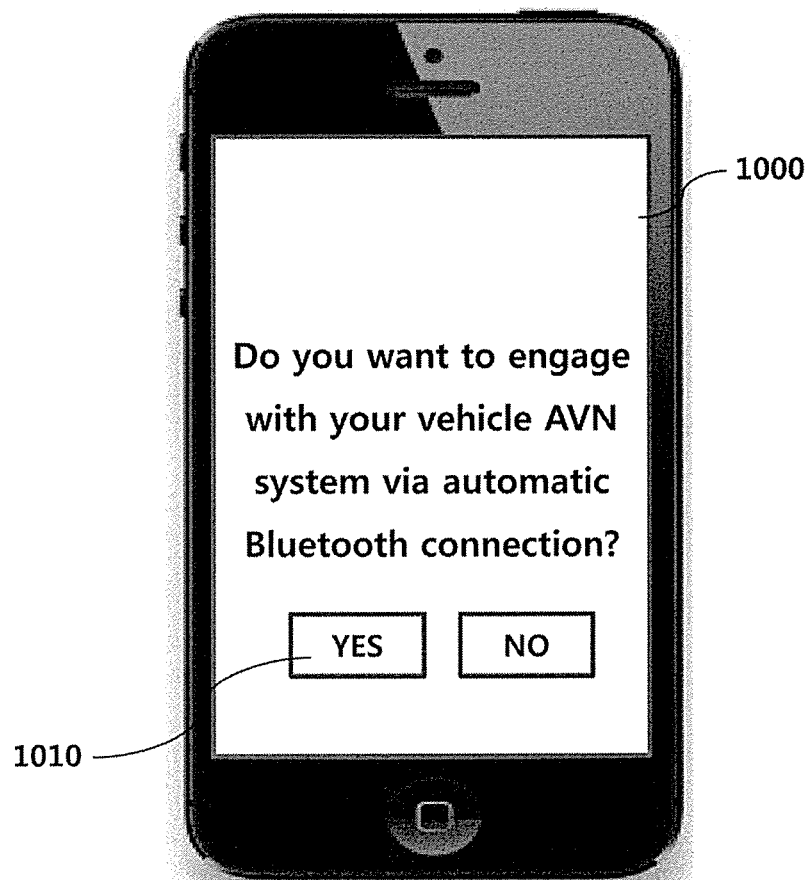 1000
Do you want to engage
with your vehicle AVN
system via automatic
Bluetooth connection?
YES NO
1010